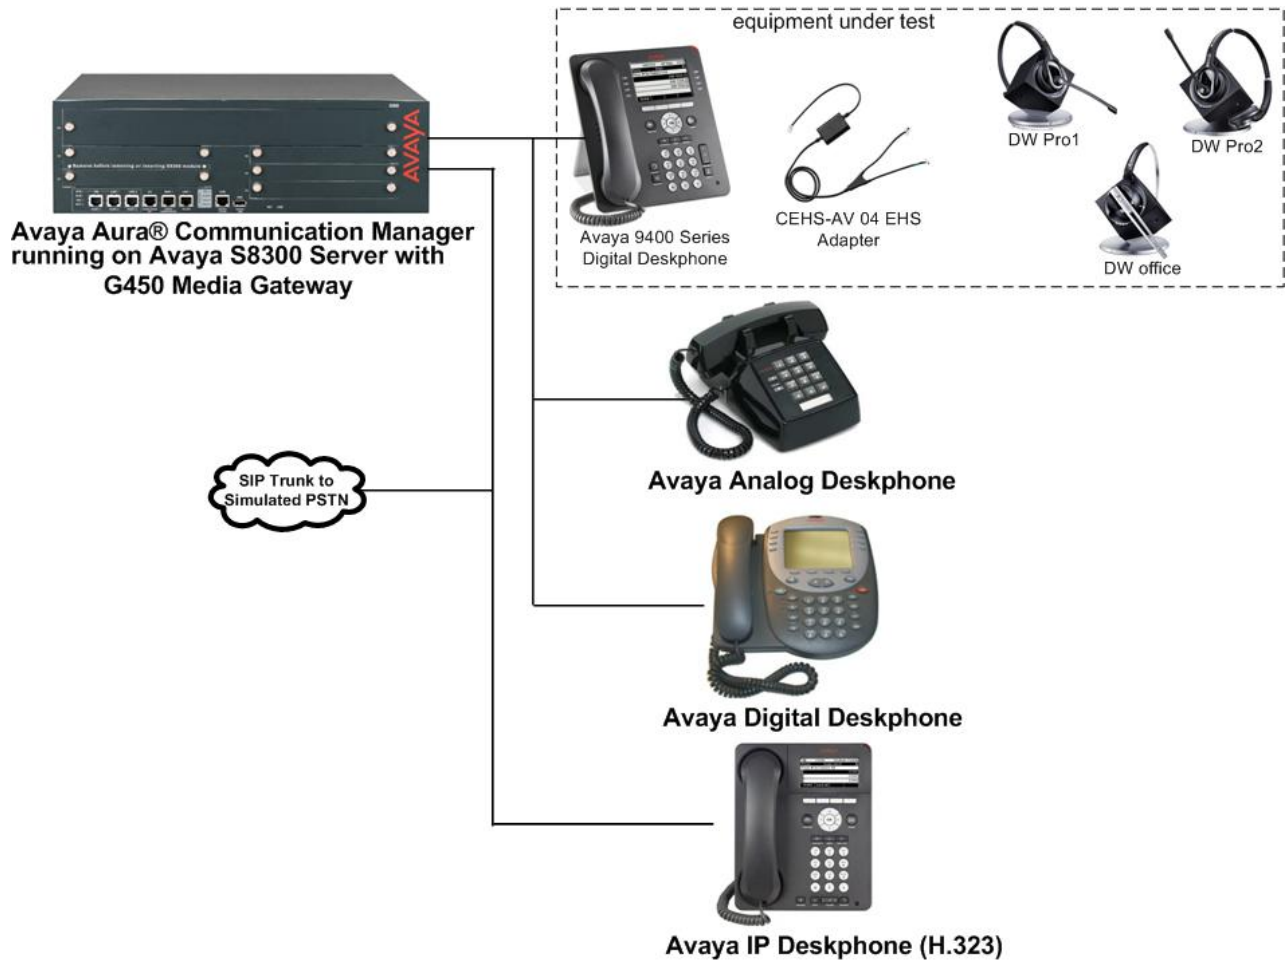 equipment under test
AVAYA
DW Pro1
DW Pro2
Avaya 9400 Series
Digital Deskphone
CEHS-AV 04 EHS
Adapter
DW office
Avaya Aura® Communication Manager
running on Avaya S8300 Server with
G450 Media Gateway
Avaya Analog Deskphone
SIP Trunk to
Simulated PSTN
Avaya Digital Deskphone
Avaya IP Deskphone (H.323)